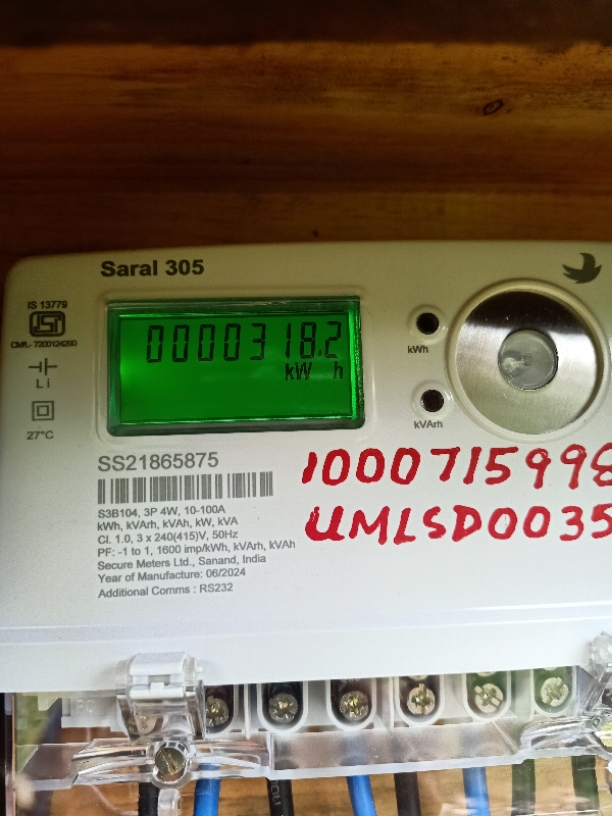 Saral 305
IS 13779
ISI
CM/L- 7200124260
Li
27°C
0000318.2
kW h
kWh
kVArh
SS21865875
S3B104, 3P 4W, 10-100A
kWh, kVArh, kVAh, kW, kVA
Cl. 1.0, 3 x 240(415)V, 50Hz
PF: -1 to 1, 1600 imp/kWh, kVArh, kVAh
Secure Meters Ltd., Sanand, India
Year of Manufacture: 06/2024
Additional Comms : RS232
1000715998
UMLSD0035